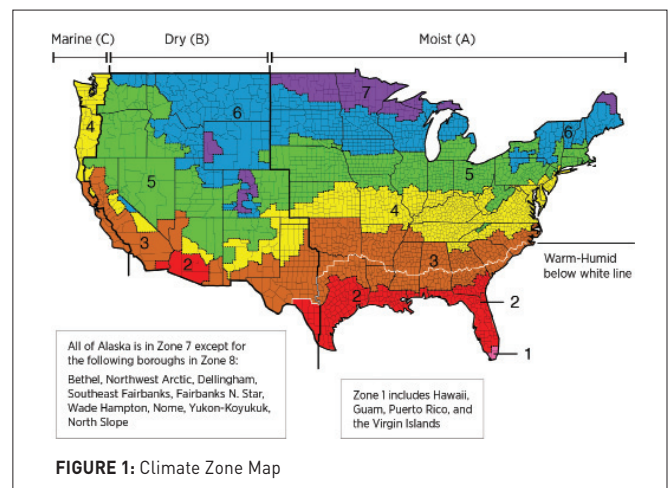 Marine (C) Dry (B) Moist (A)
7
6
6
4
5
5
4
3
3
Warm-Humid
below white line
2
2
2
1
All of Alaska is in Zone 7 except for
the following boroughs in Zone 8:
Bethel, Northwest Arctic, Dellingham,
Southeast Fairbanks, Fairbanks N. Star,
Wade Hampton, Nome, Yukon-Koyukuk,
North Slope
Zone 1 includes Hawaii,
Guam, Puerto Rico, and
the Virgin Islands
FIGURE 1: Climate Zone Map